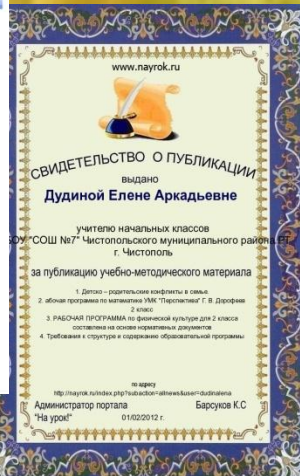 www.nayrok.ru
СВИДЕТЕЛЬСТВО О ПУБЛИКАЦИИ
выдано
Дудиной Елене Аркадьевне
учителю начальных классов
БОУ "СОШ №7" Чистопольского муниципального района РТ
г. Чистополь
за публикацию учебно-методического материала
1. Детско – родительские конфликты в семье
2. абочая программа по математике УМК "Перспектива" Г. В. Дорофеев
2 класс
3. РАБОЧАЯ ПРОГРАММА по физической культуре для 2 класса
составлена на основе нормативных документов
4. Требования к структуре и содержанию образовательной программы
по адресу
http://nayrok.ru/index.php?subaction=allnews&user=dudinalena
Администратор портала
"На урок!"
01/02/2012 г.
Барсуков К.С